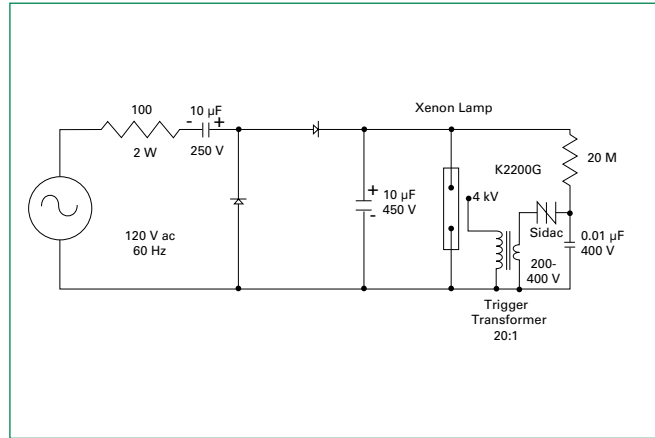 Xenon Lamp
100
2 W
- 10 µF +
250 V
120 V ac
60 Hz
+
10 µF
450 V
-
4 kV
K2200G
Sidac
20 M
0.01 µF
400 V
200-
400 V
Trigger
Transformer
20:1